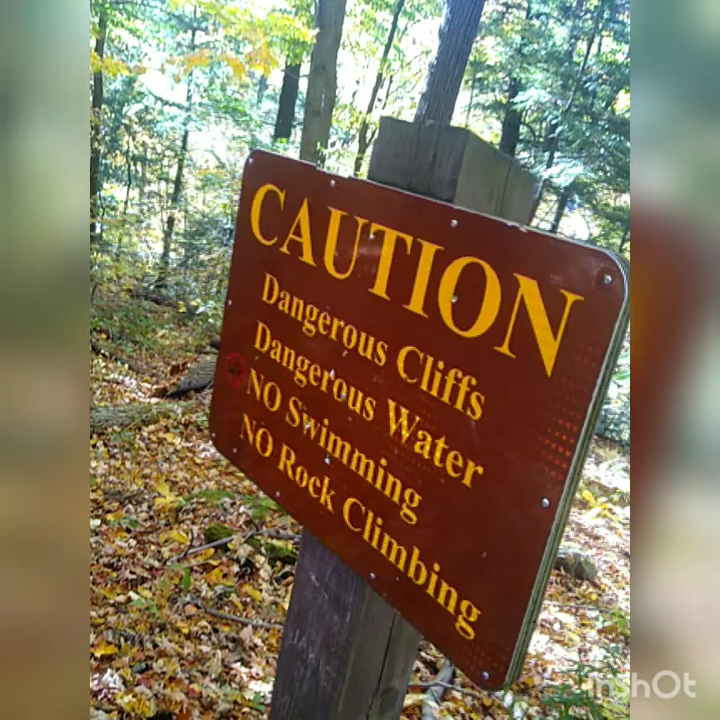 CAUTION
Dangerous Cliffs
Dangerous Water
NO Swimming
NO Rock Climbing
InShOt